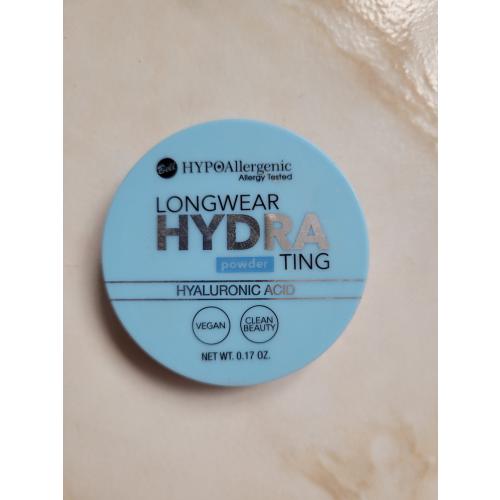 Bell HYPOAllergenic
Allergy Tested
LONGWEAR
HYDRA
powder TING
HYALURONIC ACID
VEGAN CLEAN BEAUTY
NET WT. 0.17 OZ.